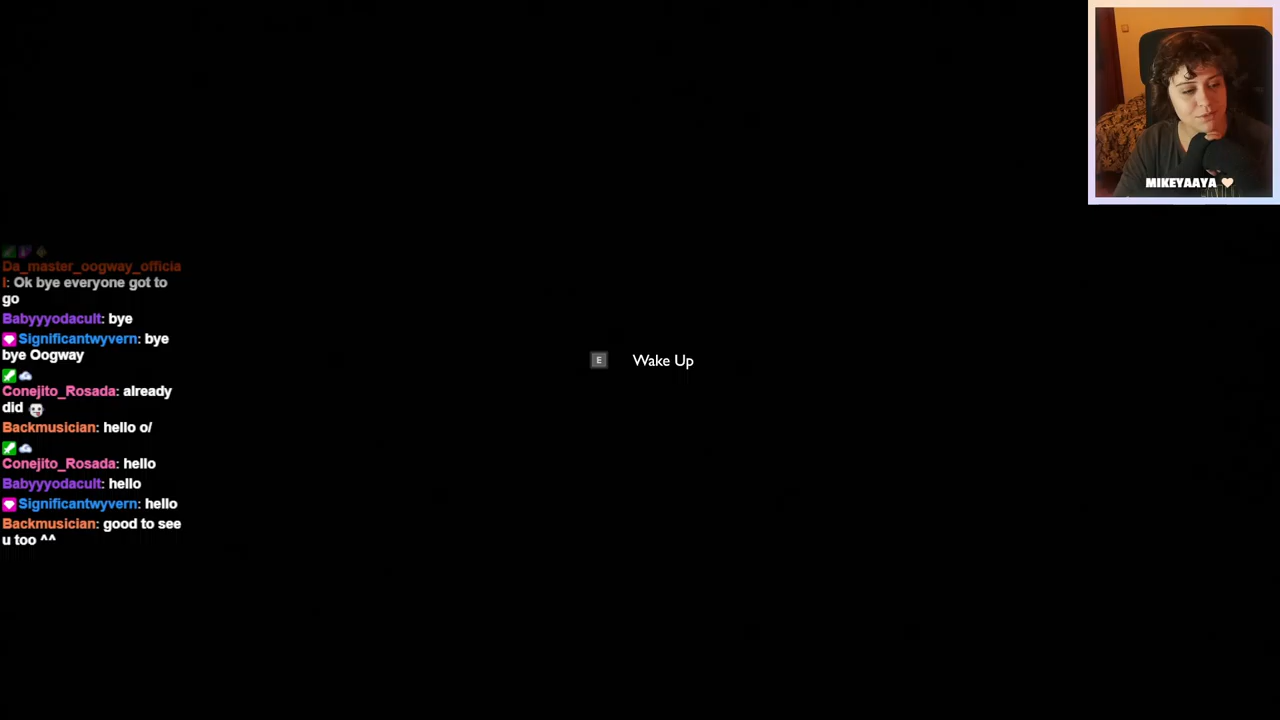 MIKEYAAYA
Da_master_oogway_officia
l: Ok bye everyone got to
go
Babyyyodacult: bye
Significantwyvern: bye
bye Oogway
Conejito_Rosada: already
did
Backmusician: hello o/
Conejito_Rosada: hello
Babyyyodacult: hello
Significantwyvern: hello
Backmusician: good to see
u too ^^
E Wake Up